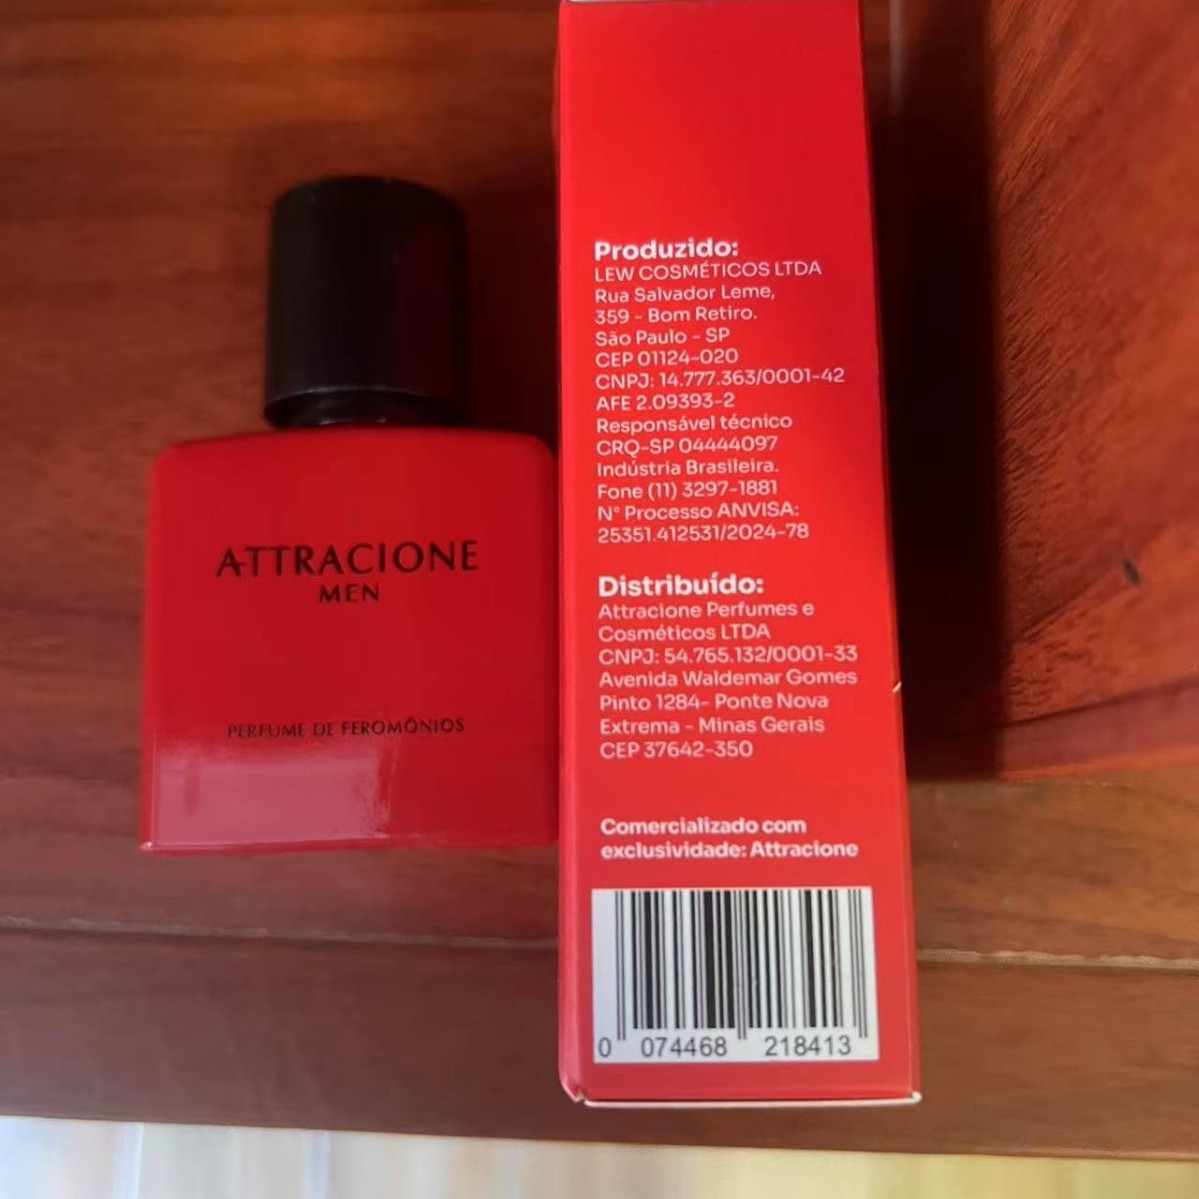 ATTRACIONE
MEN
PERFUME DE FEROMÔNIOS
Produzido:
LEW COSMÉTICOS LTDA
Rua Salvador Leme,
359 - Bom Retiro.
São Paulo - SP
CEP 01124-020
CNPJ: 14.777.363/0001-42
AFE 2.09393-2
Responsável técnico
CRQ-SP 04444097
Indústria Brasileira.
Fone (11) 3297-1881
N° Processo ANVISA:
25351.412531/2024-78
Distribuído:
Attracione Perfumes e
Cosméticos LTDA
CNPJ: 54.765.132/0001-33
Avenida Waldemar Gomes
Pinto 1284- Ponte Nova
Extrema - Minas Gerais
CEP 37642-350
Comercializado com
exclusividade: Attracione
0 074468 218413